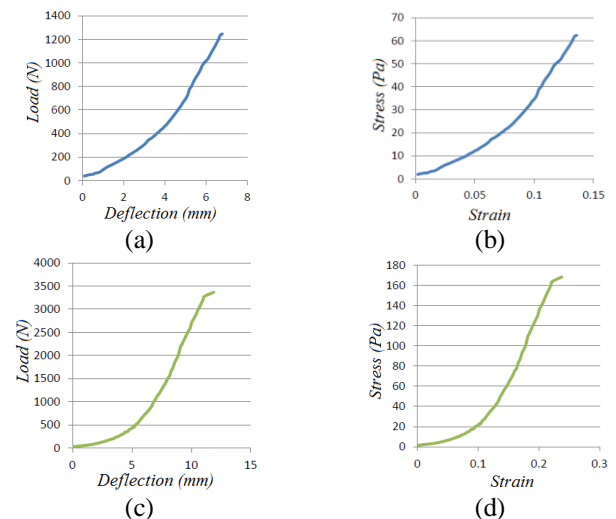 1400
1200
1000
800
600
400
200
0
Load (N)
0 2 4 6 8
Deflection (mm)
(a)
70
60
50
40
30
20
10
0
Stress (Pa)
0 0.05 0.1 0.15
Strain
(b)
4000
3500
3000
2500
2000
1500
1000
500
0
Load (N)
0 5 10 15
Deflection (mm)
(c)
180
160
140
120
100
80
60
40
20
0
Stress (Pa)
0 0.1 0.2 0.3
Strain
(d)